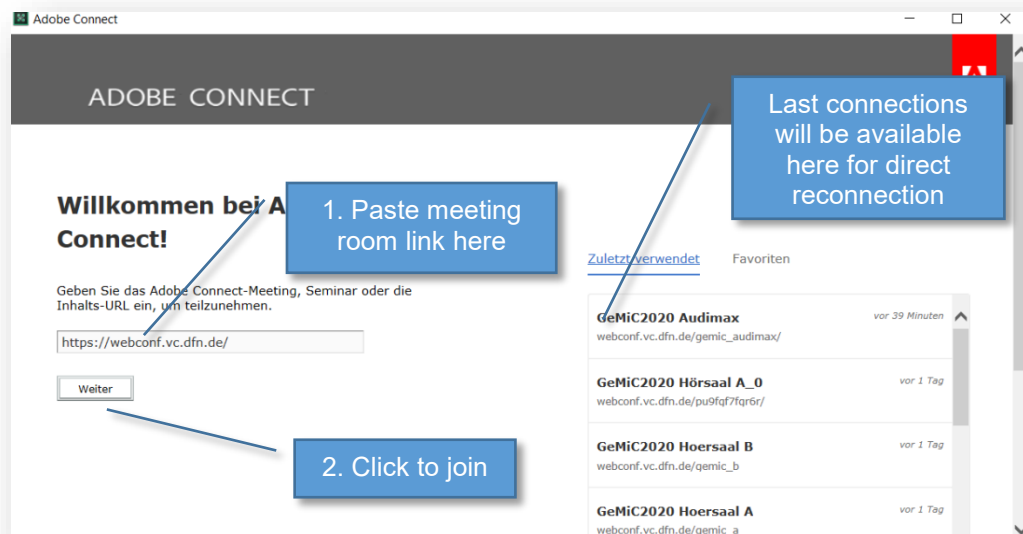 Adobe Connect
ADOBE CONNECT
Last connections
will be available
here for direct
reconnection
Willkommen bei A
Connect!
1. Paste meeting
room link here
Geben Sie das Adobe Connect-Meeting, Seminar oder die
Inhalts-URL ein, um teilzunehmen.
https://webconf.vc.dfn.de/
Weiter
2. Click to join
Zuletzt verwendet Favoriten
GeMiC2020 Audimax vor 39 Minuten
webconf.vc.dfn.de/gemic_audimax/
GeMiC2020 Hörsaal A_0 vor 1 Tag
webconf.vc.dfn.de/pu9fqf7fqr6r/
GeMiC2020 Hoersaal B vor 1 Tag
webconf.vc.dfn.de/gemic_b
GeMiC2020 Hoersaal A vor 1 Tag
webconf.vc.dfn.de/gemic_a